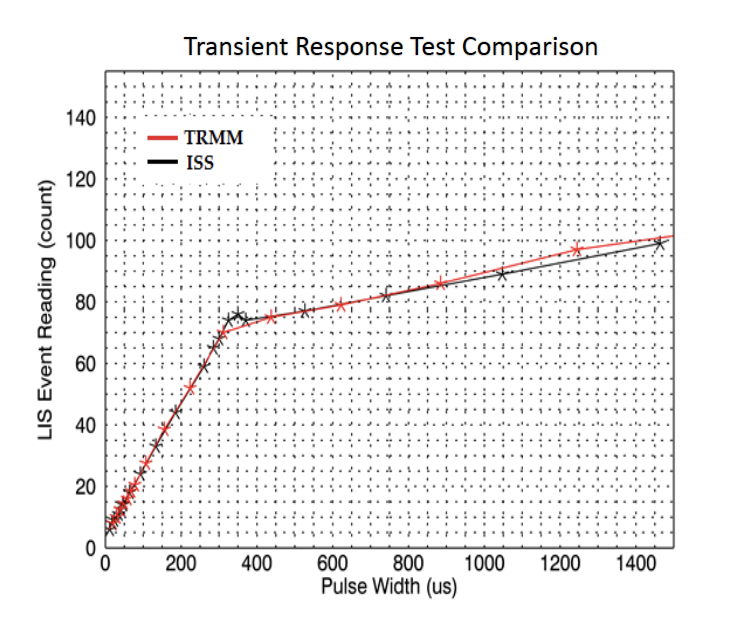 Transient Response Test Comparison
LIS Event Reading (count)
140
120
100
80
60
40
20
0
TRMM
ISS
0 200 400 600 800 1000 1200 1400
Pulse Width (us)